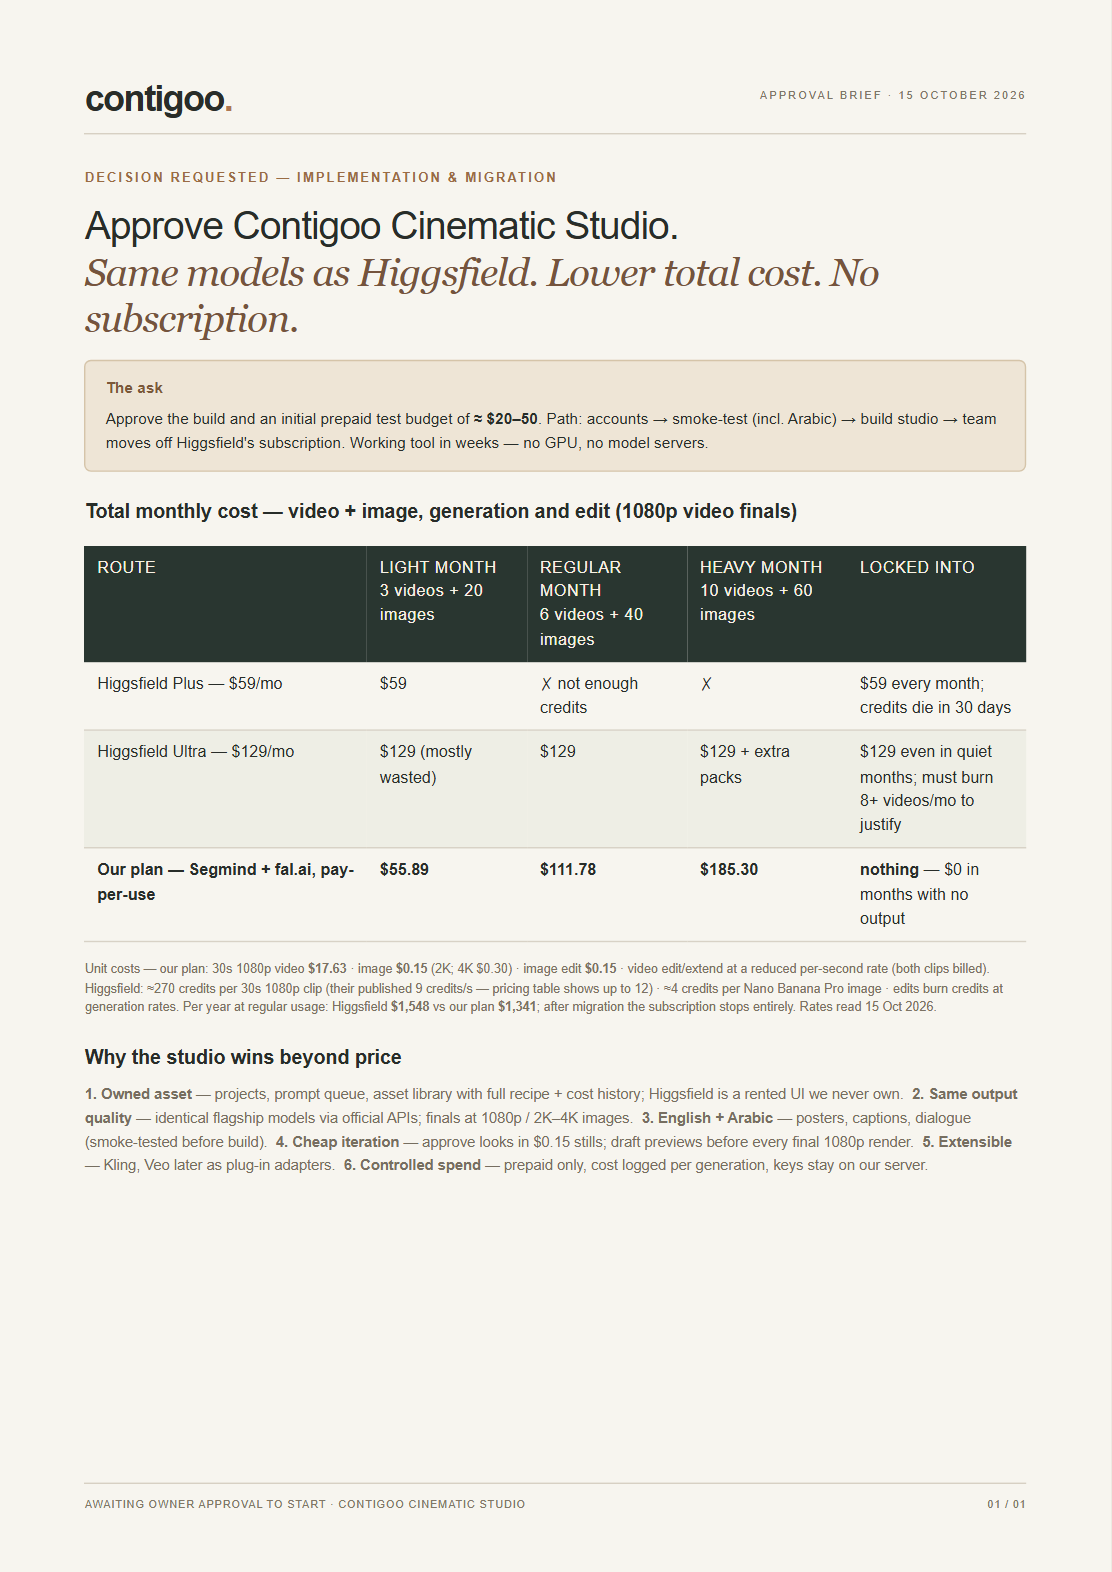 contigoo.
APPROVAL BRIEF · 15 OCTOBER 2026
DECISION REQUESTED — IMPLEMENTATION & MIGRATION
Approve Contigoo Cinematic Studio.
Same models as Higgsfield. Lower total cost. No
subscription.
The ask
Approve the build and an initial prepaid test budget of ≈ $20–50. Path: accounts → smoke-test (incl. Arabic) → build studio → team
moves off Higgsfield's subscription. Working tool in weeks — no GPU, no model servers.
Total monthly cost — video + image, generation and edit (1080p video finals)
ROUTE
LIGHT MONTH
3 videos + 20
images
REGULAR
MONTH
6 videos + 40
images
HEAVY MONTH
10 videos + 60
images
LOCKED INTO
Higgsfield Plus — $59/mo
$59
✗ not enough
credits
✗
$59 every month;
credits die in 30 days
Higgsfield Ultra — $129/mo
$129 (mostly
wasted)
$129
$129 + extra
packs
$129 even in quiet
months; must burn
8+ videos/mo to
justify
Our plan — Segmind + fal.ai, pay-
per-use
$55.89
$111.78
$185.30
nothing — $0 in
months with no
output
Unit costs — our plan: 30s 1080p video $17.63 · image $0.15 (2K; 4K $0.30) · image edit $0.15 · video edit/extend at a reduced per-second rate (both clips billed).
Higgsfield: ≈270 credits per 30s 1080p clip (their published 9 credits/s — pricing table shows up to 12) · ≈4 credits per Nano Banana Pro image · edits burn credits at
generation rates. Per year at regular usage: Higgsfield $1,548 vs our plan $1,341; after migration the subscription stops entirely. Rates read 15 Oct 2026.
Why the studio wins beyond price
1. Owned asset — projects, prompt queue, asset library with full recipe + cost history; Higgsfield is a rented UI we never own. 2. Same output
quality — identical flagship models via official APIs; finals at 1080p / 2K–4K images. 3. English + Arabic — posters, captions, dialogue
(smoke-tested before build). 4. Cheap iteration — approve looks in $0.15 stills; draft previews before every final 1080p render. 5. Extensible
— Kling, Veo later as plug-in adapters. 6. Controlled spend — prepaid only, cost logged per generation, keys stay on our server.
AWAITING OWNER APPROVAL TO START · CONTIGOO CINEMATIC STUDIO
01 / 01